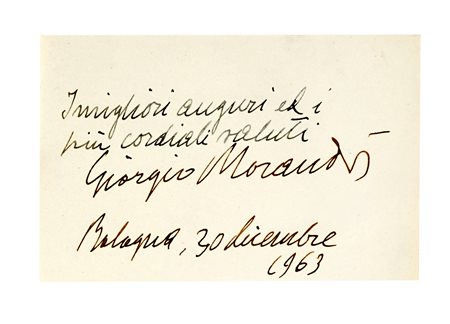 I migliori auguri ed i
più cordiali saluti
Giorgio Morandi
Bologna, 30 dicembre
1963